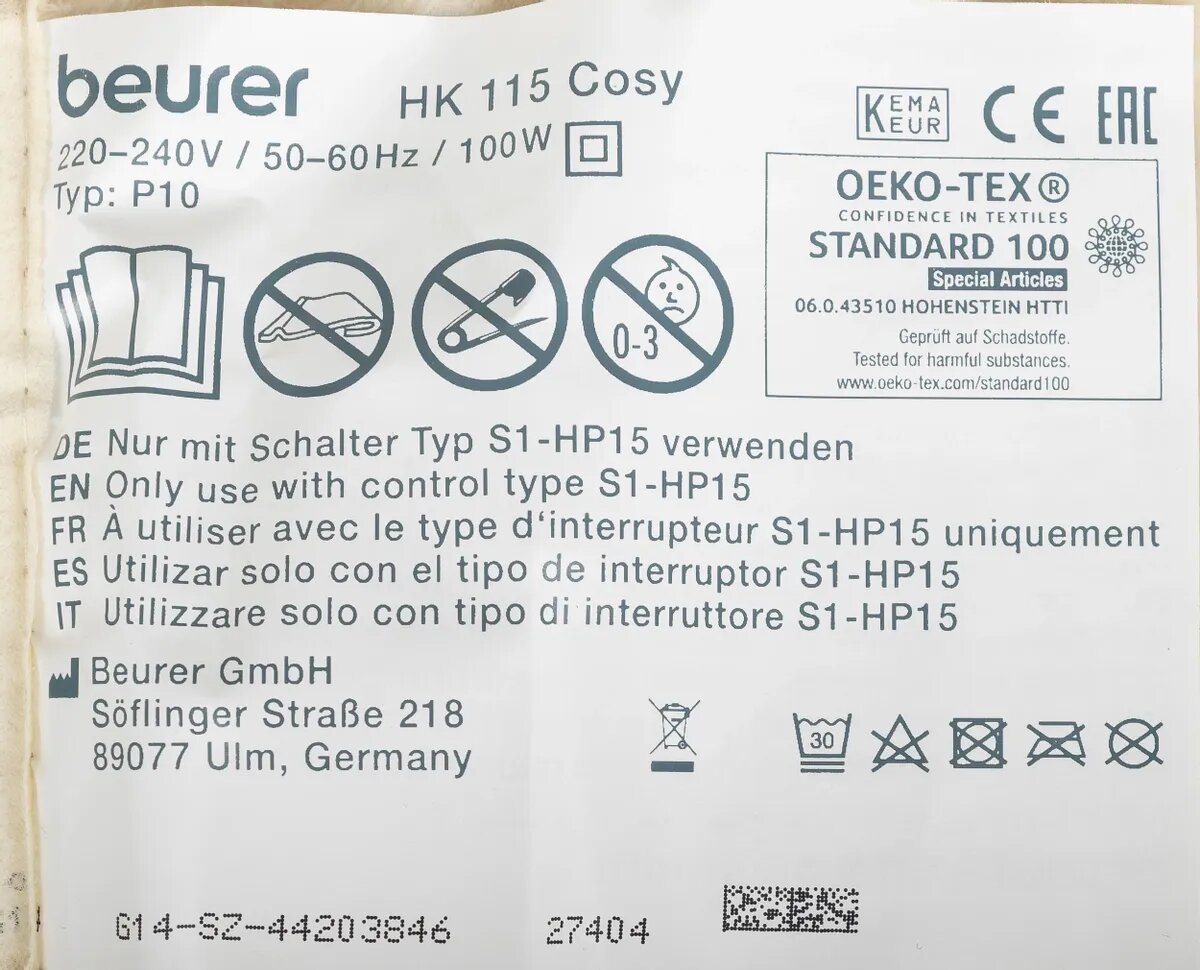 beurer HK 115 Cosy
220-240V / 50-60Hz / 100W
Typ: P10
KEMA
KEUR
CE
EAC
OEKO-TEX®
CONFIDENCE IN TEXTILES
STANDARD 100
Special Articles
06.0.43510 HOHENSTEIN HTTI
Geprüft auf Schadstoffe.
Tested for harmful substances.
www.oeko-tex.com/standard100
0-3
DE Nur mit Schalter Typ S1-HP15 verwenden
EN Only use with control type S1-HP15
FR À utiliser avec le type d‘interrupteur S1-HP15 uniquement
ES Utilizar solo con el tipo de interruptor S1-HP15
IT Utilizzare solo con tipo di interruttore S1-HP15
Beurer GmbH
Söflinger Straße 218
89077 Ulm, Germany
30
G14-SZ-44203846 27404